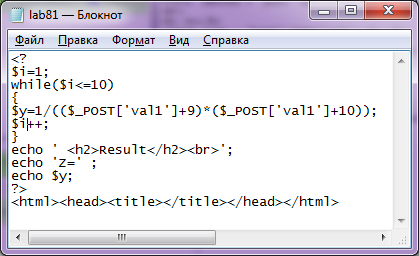 lab81 — Блокнот
Файл Правка Формат Вид Справка
<?
$i=1;
while($i<=10)
{
$y=1/(($_POST['val1']+9)*($_POST['val1']+10));
$i++;
}
echo ' <h2>Result</h2><br>';
echo 'Z=' ;
echo $y;
?>
<html><head><title></title></head></html>